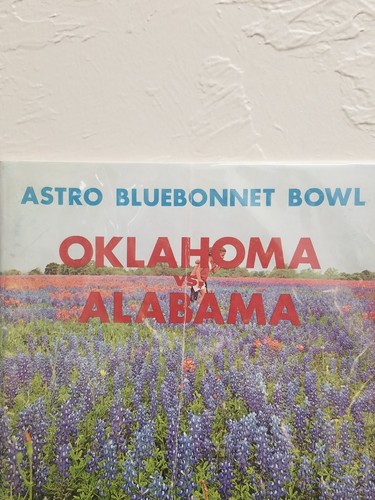 ASTRO BLUEBONNET BOWL
OKLAHOMA
VS.
ALABAMA